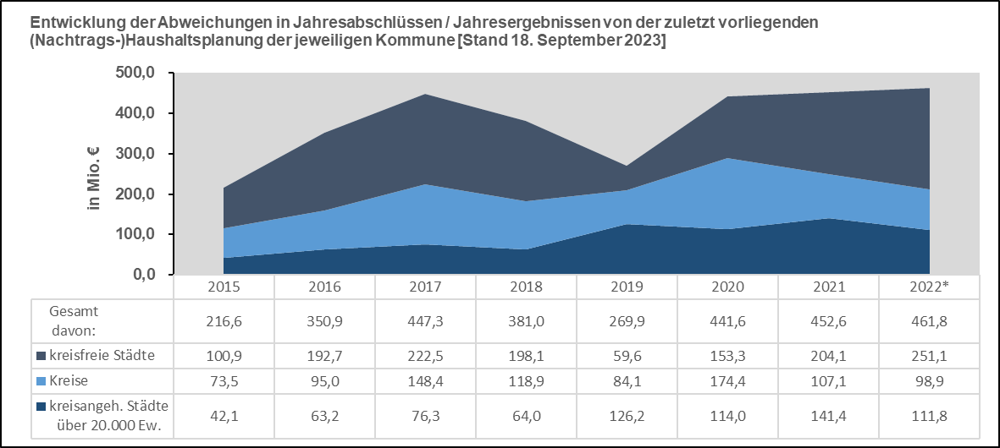 Entwicklung der Abweichungen in Jahresabschlüssen / Jahresergebnissen von der zuletzt vorliegenden
(Nachtrags-)Haushaltsplanung der jeweiligen Kommune [Stand 18. September 2023]
500,0
400,0
300,0
200,0
100,0
0,0
in Mio. €
2015 2016 2017 2018 2019 2020 2021 2022*
Gesamt
davon: 216,6 350,9 447,3 381,0 269,9 441,6 452,6 461,8
kreisfreie Städte 100,9 192,7 222,5 198,1 59,6 153,3 204,1 251,1
Kreise 73,5 95,0 148,4 118,9 84,1 174,4 107,1 98,9
kreisangeh. Städte
über 20.000 Ew. 42,1 63,2 76,3 64,0 126,2 114,0 141,4 111,8